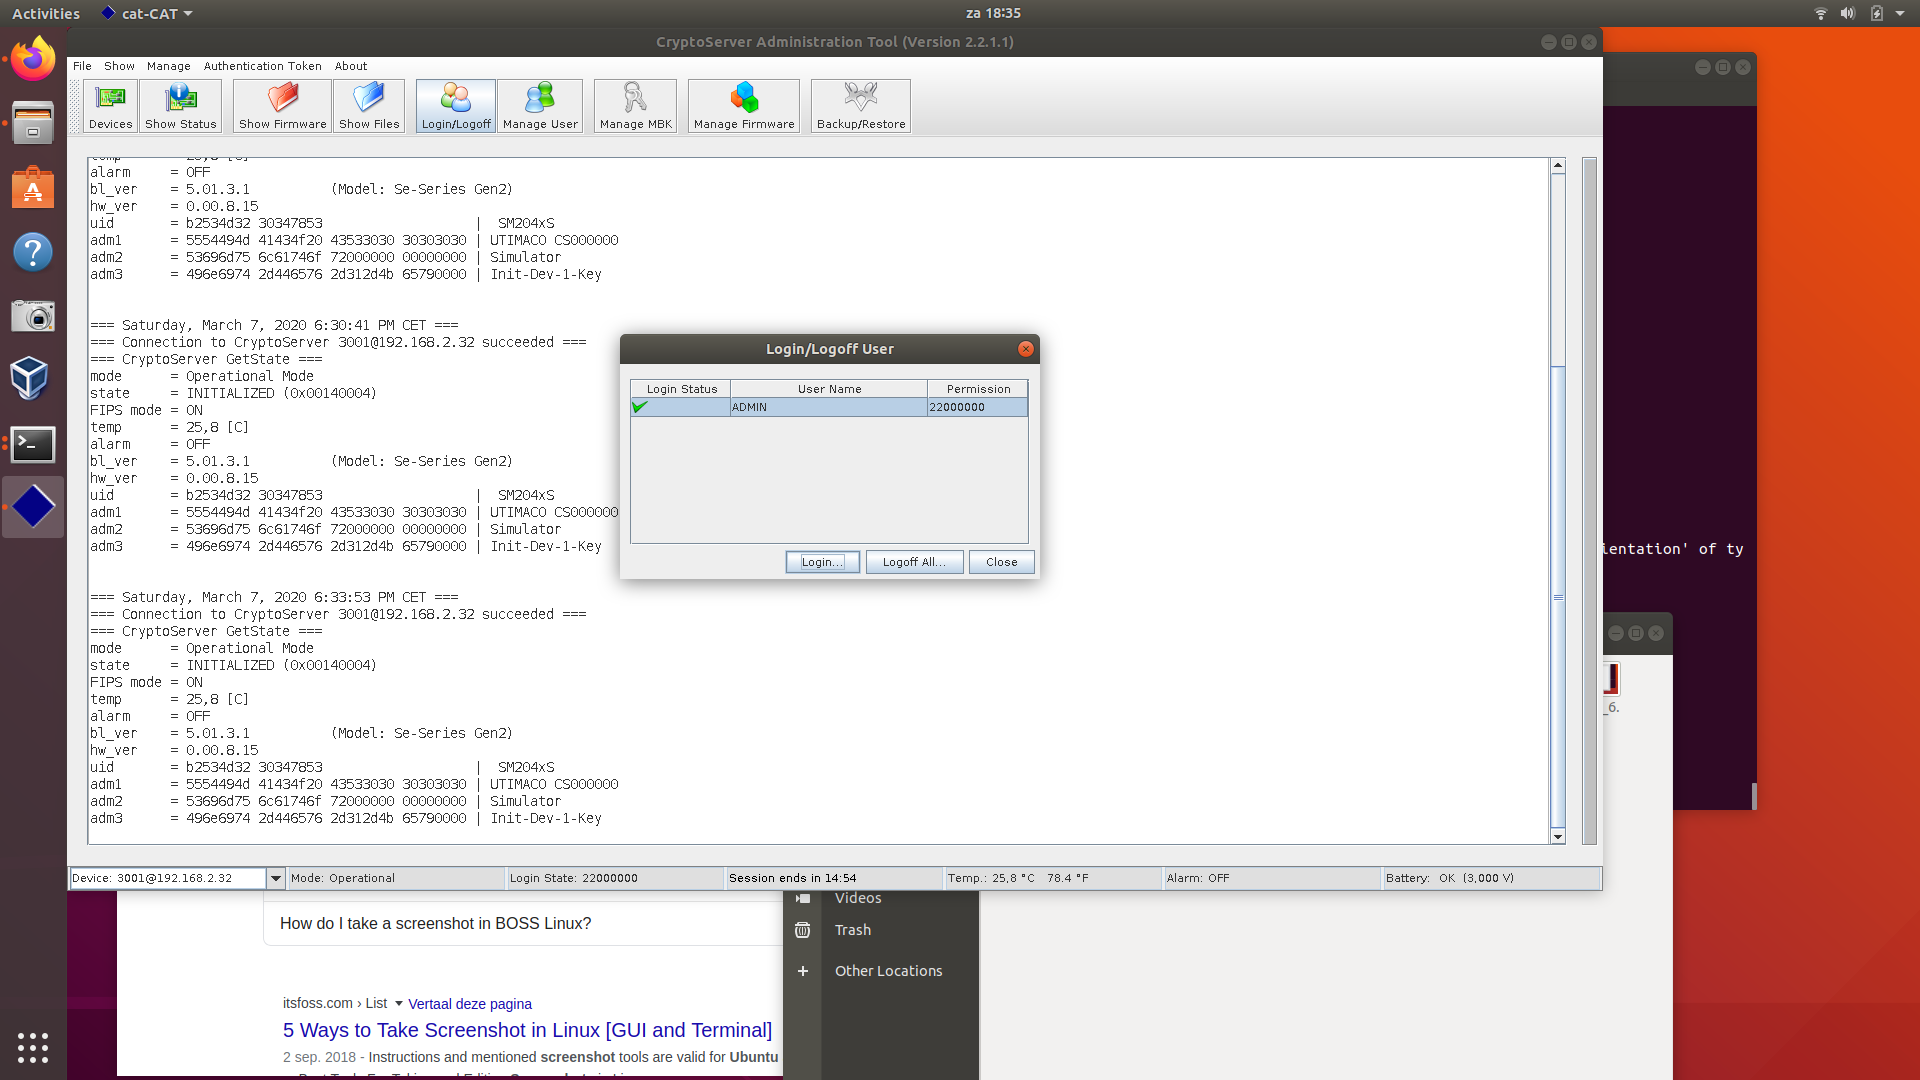 Activities
cat-CAT
za 18:35
CryptoServer Administration Tool (Version 2.2.1.1)
File Show Manage Authentication Token About
Devices Show Status Show Firmware Show Files Login/Logoff Manage User Manage MBK Manage Firmware Backup/Restore
temp = 25,8 [C]
alarm = OFF
bl_ver = 5.01.3.1 (Model: Se-Series Gen2)
hw_ver = 0.00.8.15
uid = b2534d32 30347853 | SM204xS
adm1 = 5554494d 41434f20 43533030 30303030 | UTIMACO CS000000
adm2 = 53696d75 6c61746f 72000000 00000000 | Simulator
adm3 = 496e6974 2d446576 2d312d4b 65790000 | Init-Dev-1-Key
=== Saturday, March 7, 2020 6:30:41 PM CET ===
=== Connection to CryptoServer 3001@192.168.2.32 succeeded ===
=== CryptoServer GetState ===
mode = Operational Mode
state = INITIALIZED (0x00140004)
FIPS mode = ON
temp = 25,8 [C]
alarm = OFF
bl_ver = 5.01.3.1 (Model: Se-Series Gen2)
hw_ver = 0.00.8.15
uid = b2534d32 30347853 | SM204xS
adm1 = 5554494d 41434f20 43533030 30303030 | UTIMACO CS000000
adm2 = 53696d75 6c61746f 72000000 00000000 | Simulator
adm3 = 496e6974 2d446576 2d312d4b 65790000 | Init-Dev-1-Key
=== Saturday, March 7, 2020 6:33:53 PM CET ===
=== Connection to CryptoServer 3001@192.168.2.32 succeeded ===
=== CryptoServer GetState ===
mode = Operational Mode
state = INITIALIZED (0x00140004)
FIPS mode = ON
temp = 25,8 [C]
alarm = OFF
bl_ver = 5.01.3.1 (Model: Se-Series Gen2)
hw_ver = 0.00.8.15
uid = b2534d32 30347853 | SM204xS
adm1 = 5554494d 41434f20 43533030 30303030 | UTIMACO CS000000
adm2 = 53696d75 6c61746f 72000000 00000000 | Simulator
adm3 = 496e6974 2d446576 2d312d4b 65790000 | Init-Dev-1-Key
Login/Logoff User
Login Status User Name Permission
ADMIN 22000000
Login... Logoff All... Close
ientation' of ty
_6.
Device: 3001@192.168.2.32 Mode: Operational Login State: 22000000 Session ends in 14:54 Temp.: 25,8 °C 78.4 °F Alarm: OFF Battery: OK (3,000 V)
How do I take a screenshot in BOSS Linux?
itsfoss.com › List Vertaal deze pagina
5 Ways to Take Screenshot in Linux [GUI and Terminal]
2 sep. 2018 - Instructions and mentioned screenshot tools are valid for Ubuntu
Videos
Trash
Other Locations